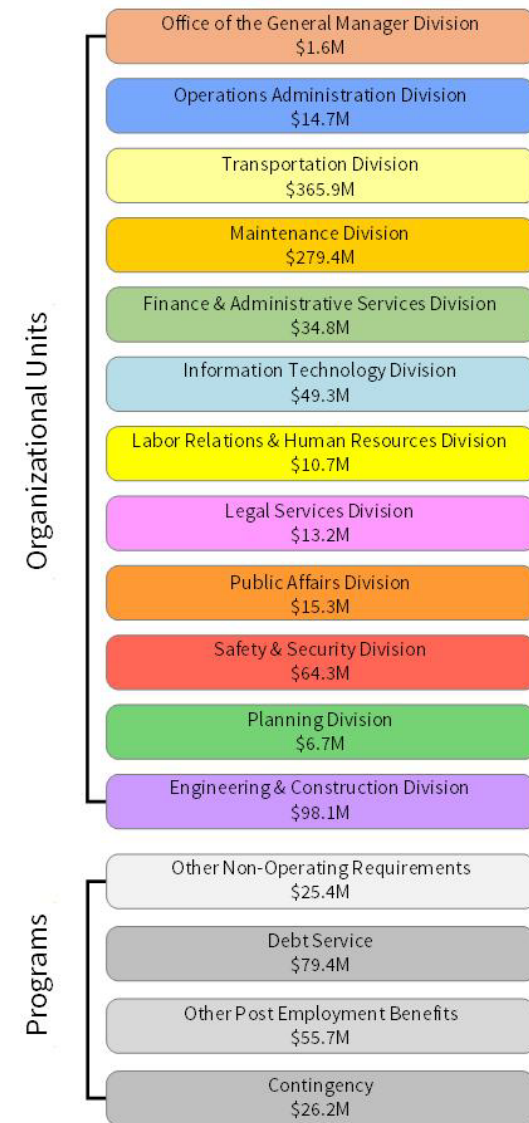 Organizational Units
Office of the General Manager Division
$1.6M
Operations Administration Division
$14.7M
Transportation Division
$365.9M
Maintenance Division
$279.4M
Finance & Administrative Services Division
$34.8M
Information Technology Division
$49.3M
Labor Relations & Human Resources Division
$10.7M
Legal Services Division
$13.2M
Public Affairs Division
$15.3M
Safety & Security Division
$64.3M
Planning Division
$6.7M
Engineering & Construction Division
$98.1M
Programs
Other Non-Operating Requirements
$25.4M
Debt Service
$79.4M
Other Post Employment Benefits
$55.7M
Contingency
$26.2M